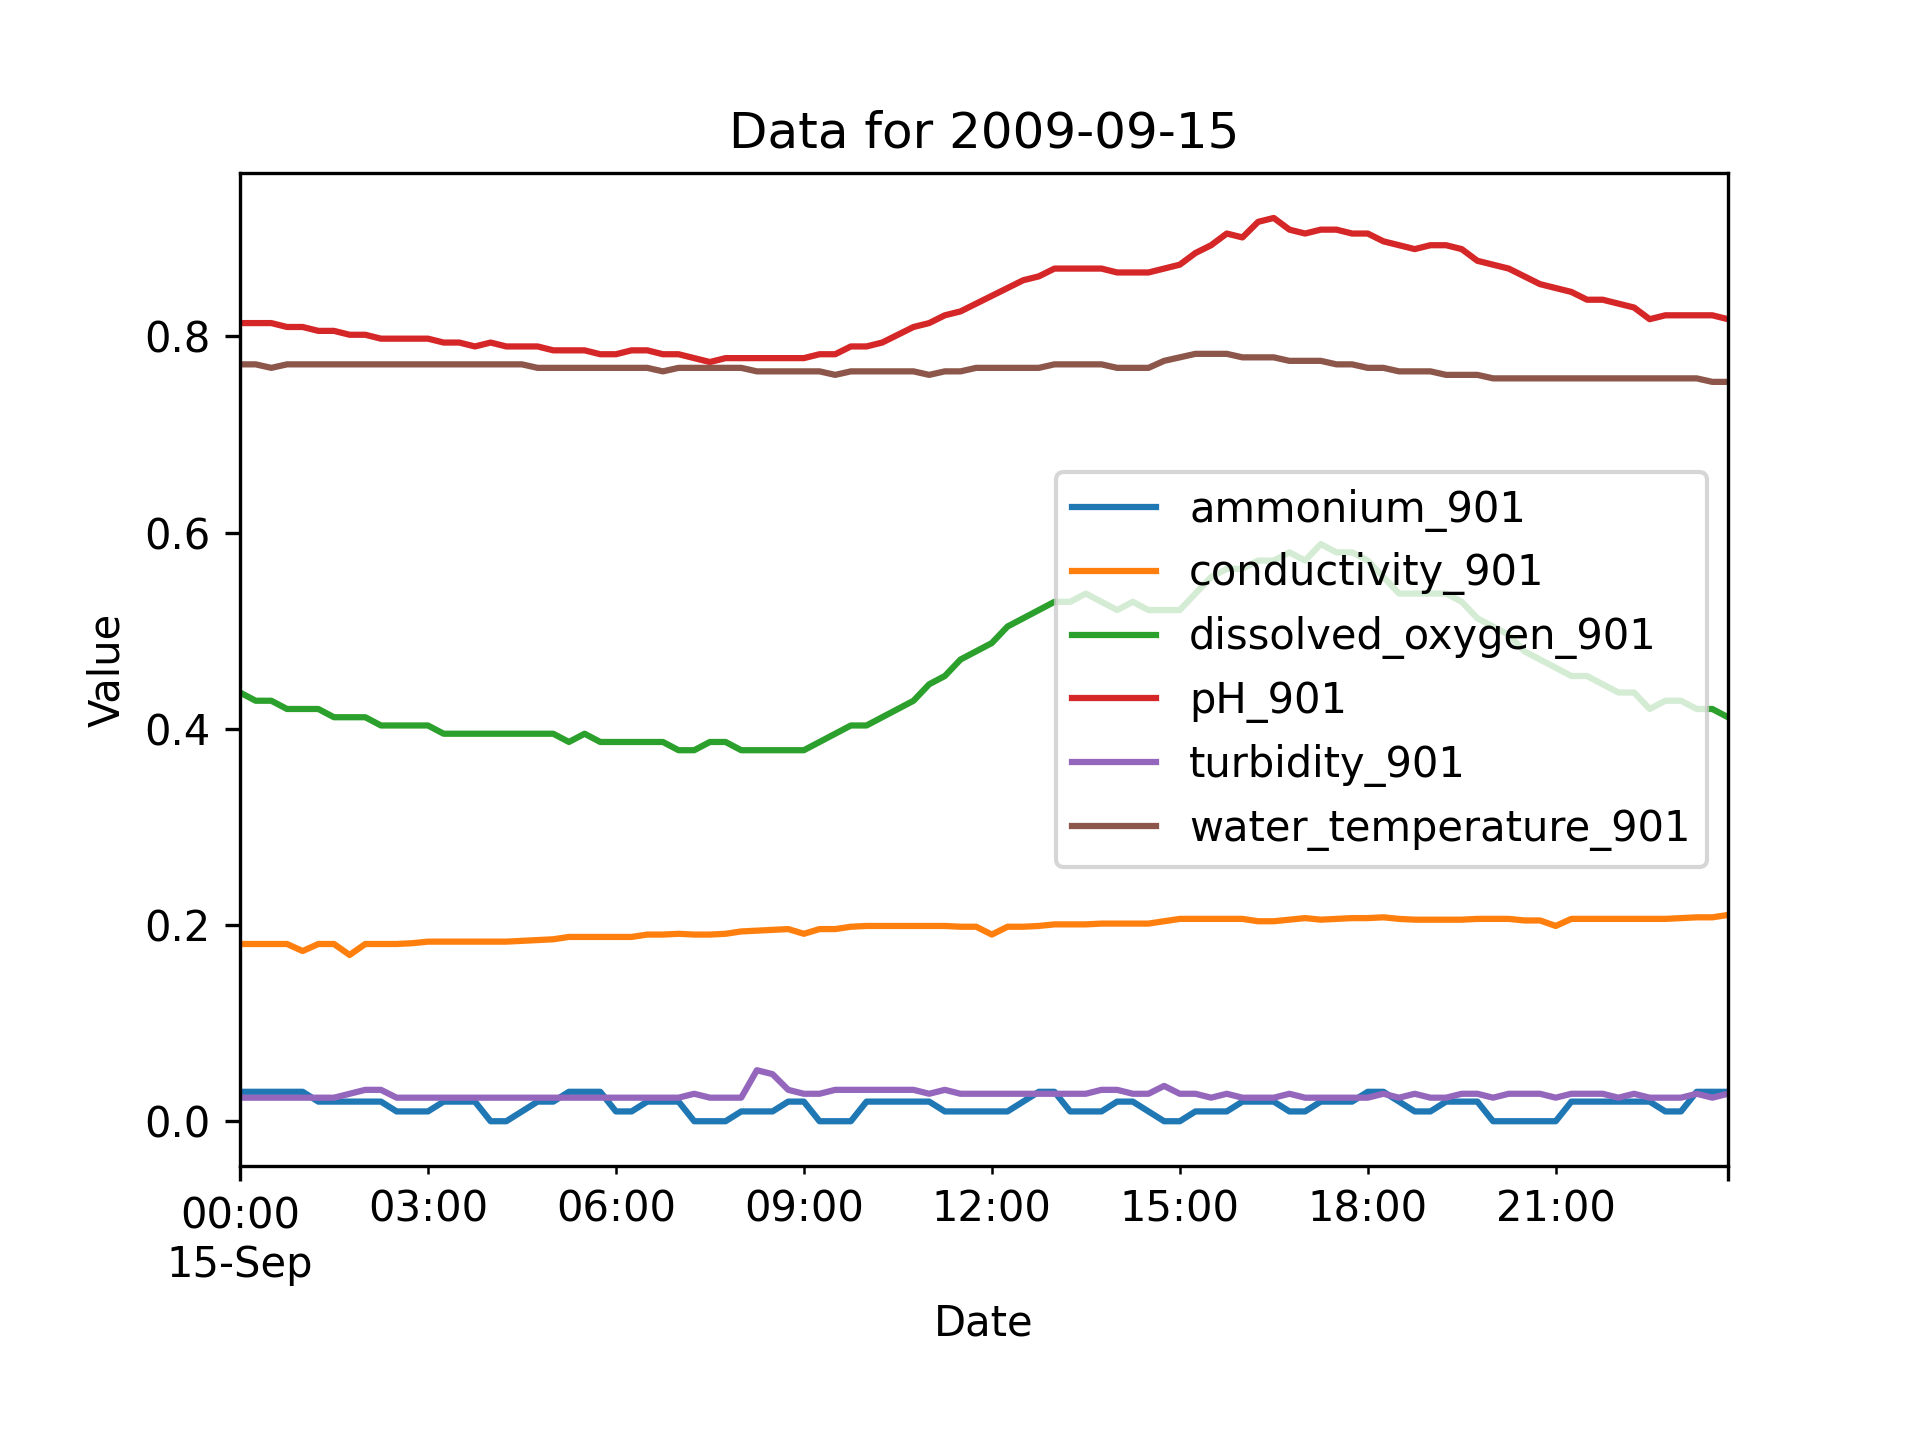 Data for 2009-09-15
Value
0.8
0.6
0.4
0.2
0.0
ammonium_901
conductivity_901
dissolved_oxygen_901
pH_901
turbidity_901
water_temperature_901
00:00 03:00 06:00 09:00 12:00 15:00 18:00 21:00
15-Sep
Date